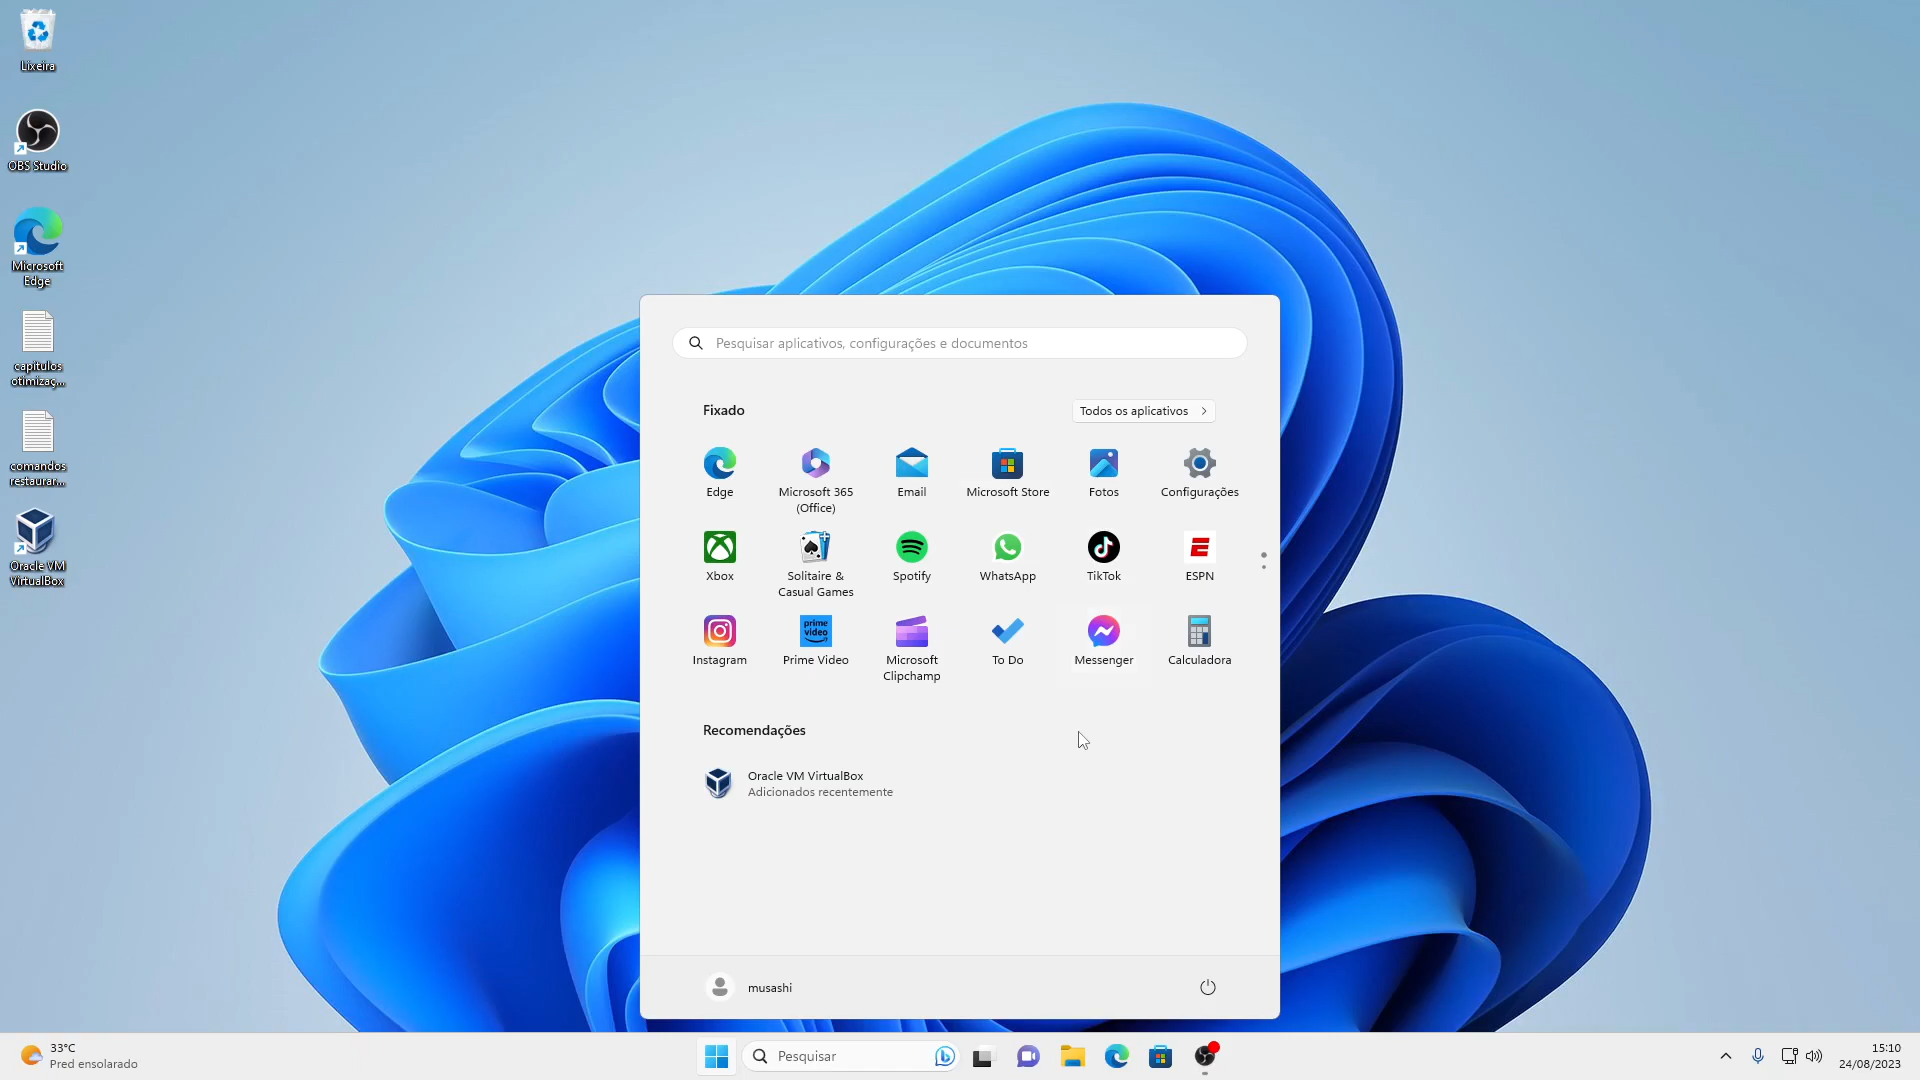 Lixeira
OBS Studio
Microsoft
Edge
capitulos
otimizaç...
comandos
restaurar...
Oracle VM
VirtualBox
Pesquisar aplicativos, configurações e documentos
Fixado
Todos os aplicativos
Edge
Microsoft 365
(Office)
Email
Microsoft Store
Fotos
Configurações
Xbox
Solitaire &
Casual Games
Spotify
WhatsApp
TikTok
ESPN
Instagram
prime
video
Prime Video
Microsoft
Clipchamp
To Do
Messenger
Calculadora
Recomendações
Oracle VM VirtualBox
Adicionados recentemente
musashi
33°C
Pred ensolarado
Pesquisar
15:10
24/08/2023